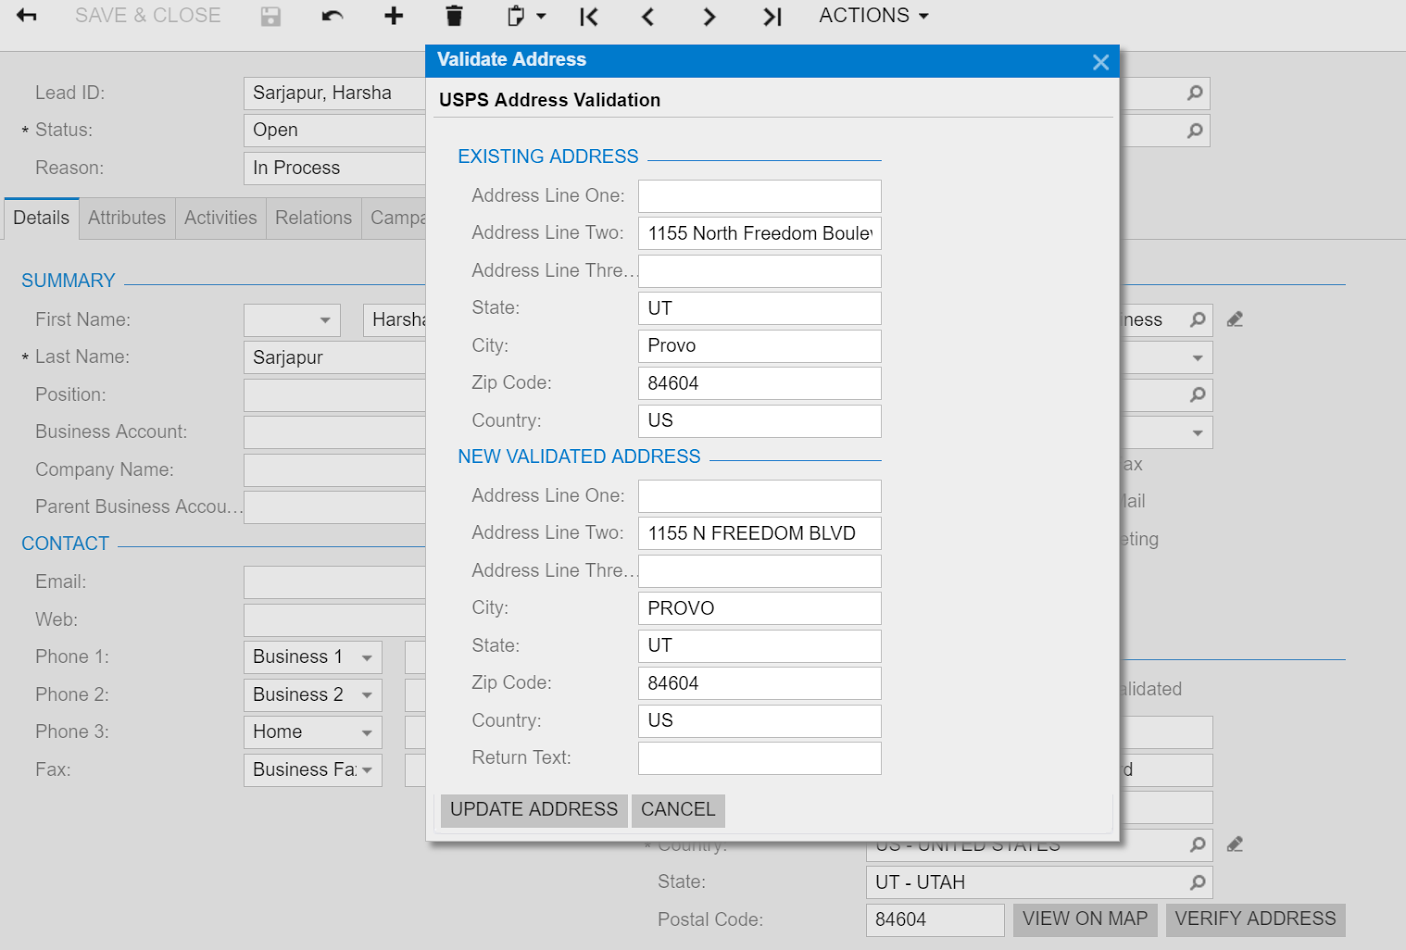 SAVE & CLOSE ACTIONS
Validate Address
USPS Address Validation
Lead ID: Sarjapur, Harsha
* Status: Open
Reason: In Process
Details Attributes Activities Relations Campa
SUMMARY
First Name: Harsha
* Last Name: Sarjapur
Position:
Business Account:
Company Name:
Parent Business Accou...
CONTACT
Email:
Web:
Phone 1: Business 1
Phone 2: Business 2
Phone 3: Home
Fax: Business Fa
EXISTING ADDRESS
Address Line One:
Address Line Two: 1155 North Freedom Boule
Address Line Thre...
State: UT
City: Provo
Zip Code: 84604
Country: US
NEW VALIDATED ADDRESS
Address Line One:
Address Line Two: 1155 N FREEDOM BLVD
Address Line Thre...
City: PROVO
State: UT
Zip Code: 84604
Country: US
Return Text:
UPDATE ADDRESS CANCEL
ness
ax
ail
eting
alidated
d
* Country: US - UNITED STATES
State: UT - UTAH
Postal Code: 84604 VIEW ON MAP VERIFY ADDRESS